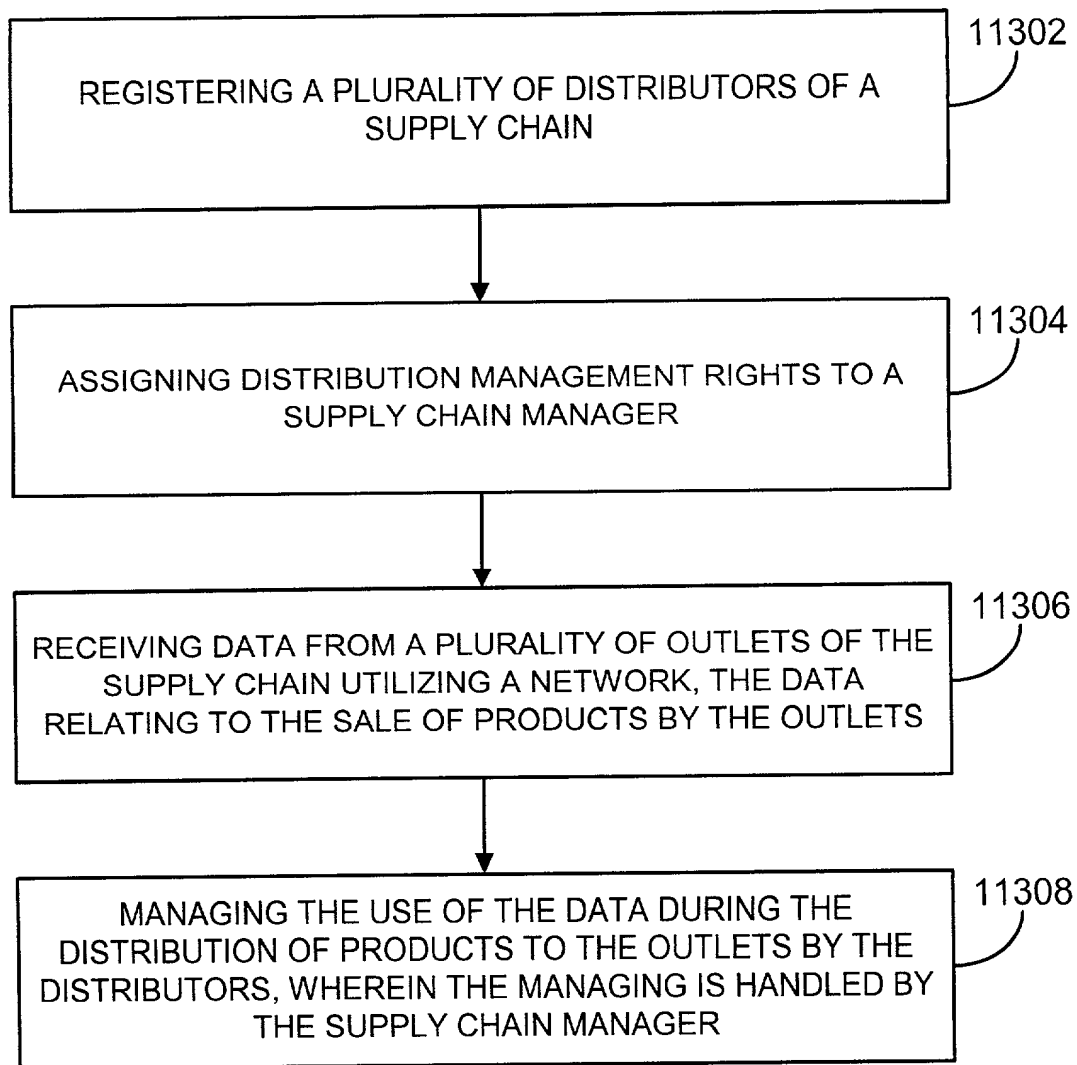 11302
REGISTERING A PLURALITY OF DISTRIBUTORS OF A
SUPPLY CHAIN
11304
ASSIGNING DISTRIBUTION MANAGEMENT RIGHTS TO A
SUPPLY CHAIN MANAGER
11306
RECEIVING DATA FROM A PLURALITY OF OUTLETS OF THE
SUPPLY CHAIN UTILIZING A NETWORK, THE DATA
RELATING TO THE SALE OF PRODUCTS BY THE OUTLETS
11308
MANAGING THE USE OF THE DATA DURING THE
DISTRIBUTION OF PRODUCTS TO THE OUTLETS BY THE
DISTRIBUTORS, WHEREIN THE MANAGING IS HANDLED BY
THE SUPPLY CHAIN MANAGER